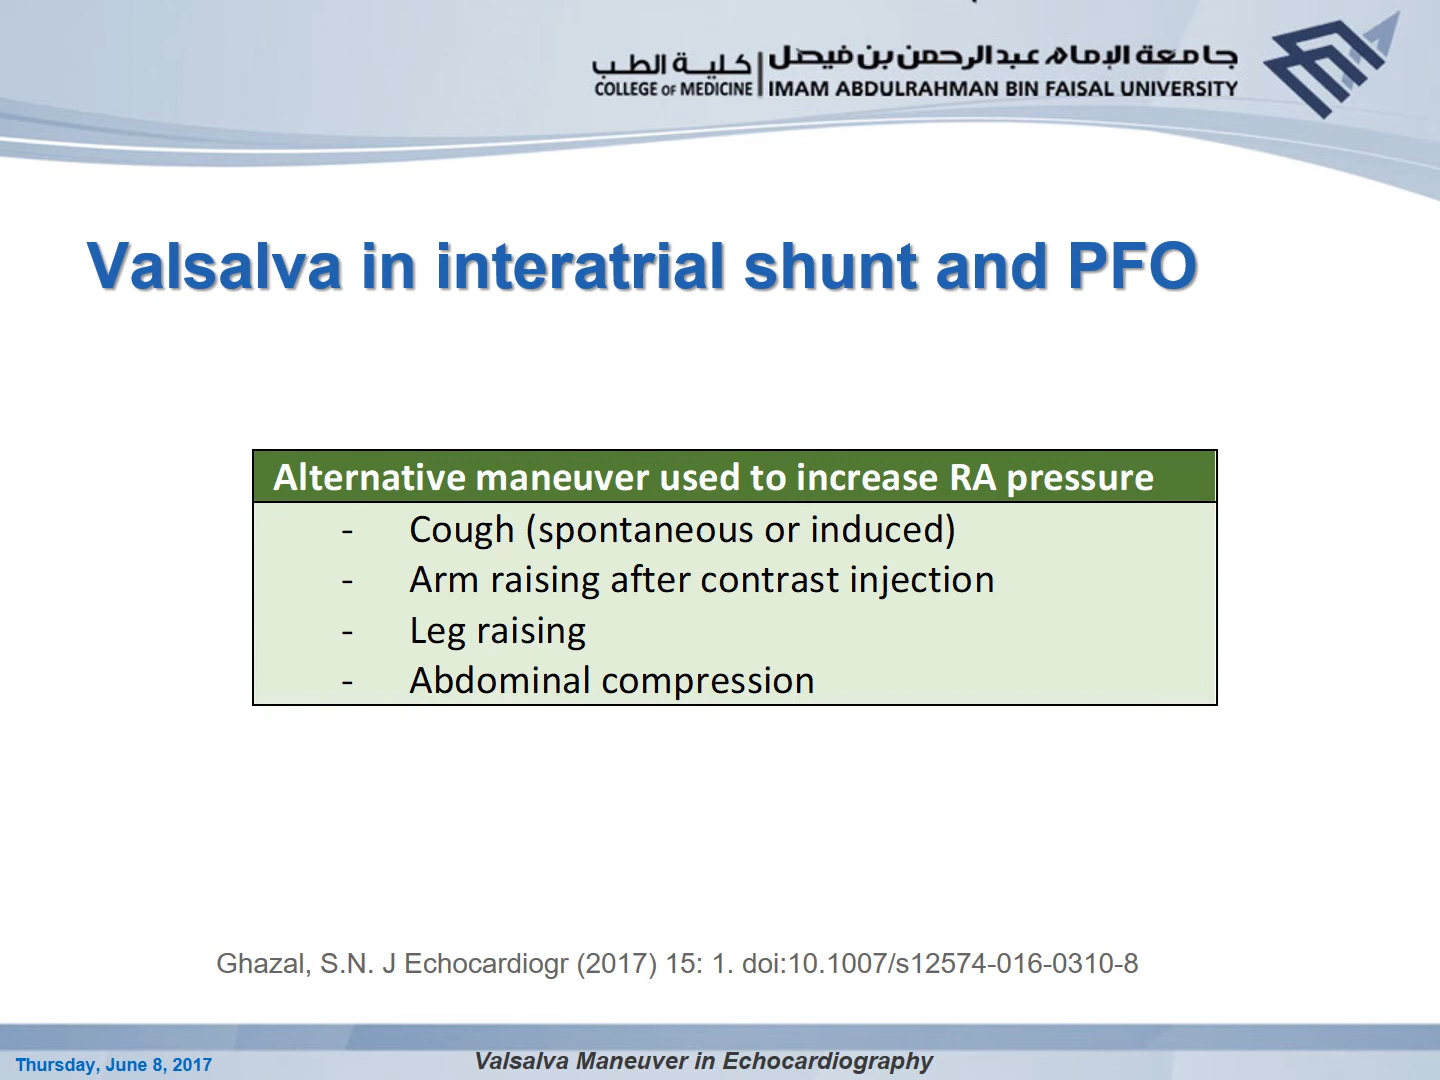 كلية الطب | جامعة الإمام عبدالرحمن بن فيصل
COLLEGE OF MEDICINE | IMAM ABDULRAHMAN BIN FAISAL UNIVERSITY
Valsalva in interatrial shunt and PFO
Alternative maneuver used to increase RA pressure
- Cough (spontaneous or induced)
- Arm raising after contrast injection
- Leg raising
- Abdominal compression
Ghazal, S.N. J Echocardiogr (2017) 15: 1. doi:10.1007/s12574-016-0310-8
Thursday, June 8, 2017
Valsalva Maneuver in Echocardiography